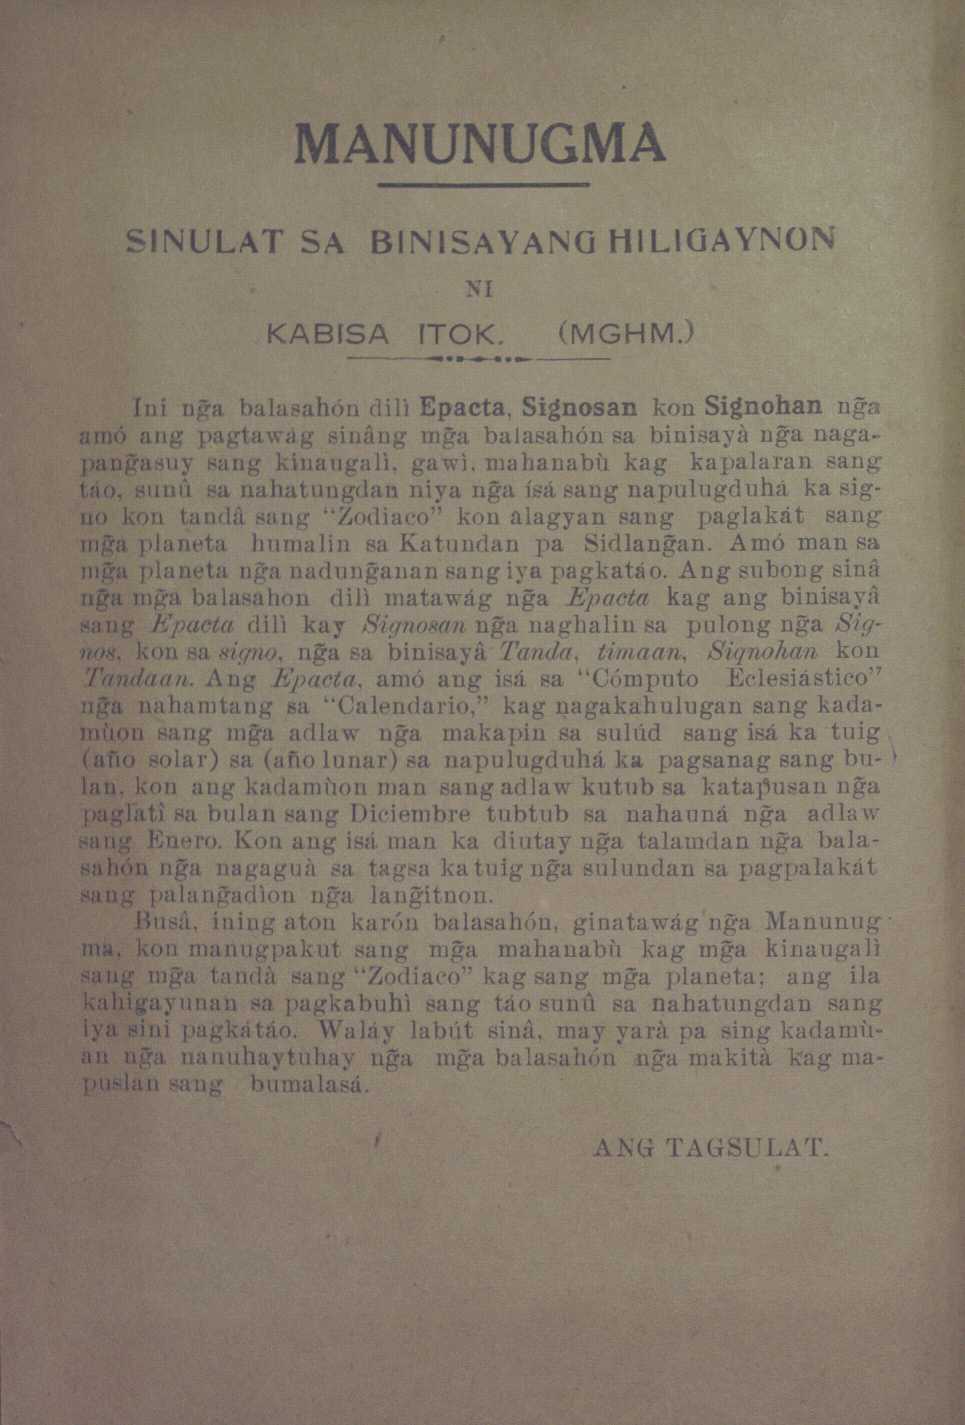 MANUNUGMA
SINULAT SA BINISAYANG HILIGAYNON
NI
KABISA ITOK. (MGHM.)
Ini ng̃a balasahón dilì Epacta, Signosan kon Signohan ng̃a
amó ang pagtawág sinâng mg̃a balasahón sa binisayà ng̃a naga-
pang̃asuy sang kinaugalì, gawì, mahanabù kag kapalaran sang
táo, sunû sa nahatungdan niya ng̃a ísá sang napulugduhá ka sig-
no kon tandâ sang “Zodiaco” kon alagyan sang paglakát sang
mg̃a planeta humalin sa Katundan pa Sidlang̃an. Amó man sa
mg̃a planeta ng̃a nadung̃anan sang iya pagkatáo. Ang subong sinâ
ng̃a mg̃a balasahon dilì matawág ng̃a Epacta kag ang binisayâ
sang Epacta dilì kay Signosan ng̃a naghalin sa pulong ng̃a Sig-
nos, kon sa signo, ng̃a sa binisayâ Tanda, timaan, Signohan kon
Tandaan. Ang Epacta, amó ang isá sa “Cómputo Eclesiástico”
ng̃a nahamtang sa “Calendario,” kag nagakahulugan sang kada-
mùon sang mg̃a adlaw ng̃a makapin sa sulúd sang isá ka tuig
(año solar) sa (año lunar) sa napulugduhá ka pagsanag sang bu-
lan, kon ang kadamùon man sang adlaw kutub sa katapusan ng̃a
paglatì sa bulan sang Diciembre tubtub sa nahauná ng̃a adlaw
sang Enero. Kon ang isá man ka diutay ng̃a talamdan ng̃a bala-
sahón ng̃a nagaguà sa tagsa ka tuig ng̃a sulundan sa pagpalakát
sang palang̃adìon ng̃a lang̃itnon.
Busâ, ining aton karón balasahón, ginatawág ng̃a Manunug-
ma, kon manugpakut sang mg̃a mahanabù kag mg̃a kinaugalì
sang mg̃a tandà sang “Zodiaco” kag sang mg̃a planeta; ang ila
kahigayunan sa pagkabuhì sang táo sunû sa nahatungdan sang
iya sini pagkátáo. Waláy labút sinâ, may yarà pa sing kadamù-
an ng̃a nanuhaytuhay ng̃a mg̃a balasahón ng̃a makità kag ma-
puslan sang bumalasá.
ANG TAGSULAT.